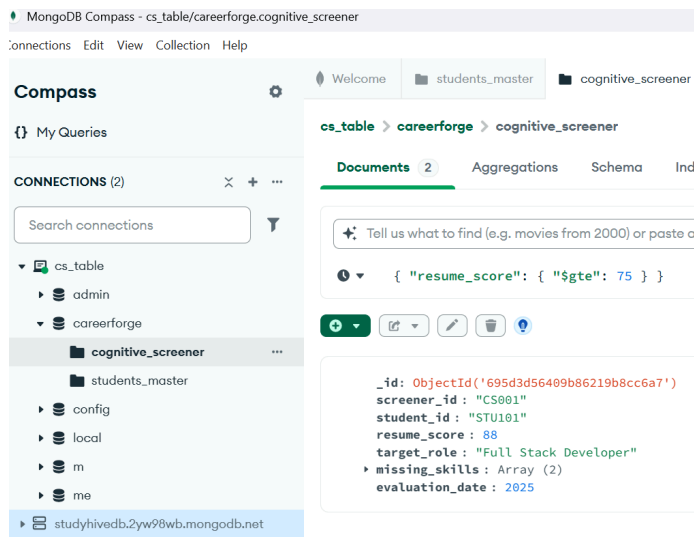 MongoDB Compass - cs_table/careerforge.cognitive_screener
Connections Edit View Collection Help
Compass
{} My Queries
CONNECTIONS (2)
Search connections
cs_table
admin
careerforge
cognitive_screener
students_master
config
local
m
me
studyhivedb.2yw98wb.mongodb.net
Welcome
students_master
cognitive_screener
cs_table > careerforge > cognitive_screener
Documents 2 Aggregations Schema Ind
Tell us what to find (e.g. movies from 2000) or paste a
{ "resume_score": { "$gte": 75 } }
_id: ObjectId('695d3d56409b86219b8cc6a7')
screener_id : "CS001"
student_id : "STU101"
resume_score : 88
target_role : "Full Stack Developer"
missing_skills : Array (2)
evaluation_date : 2025